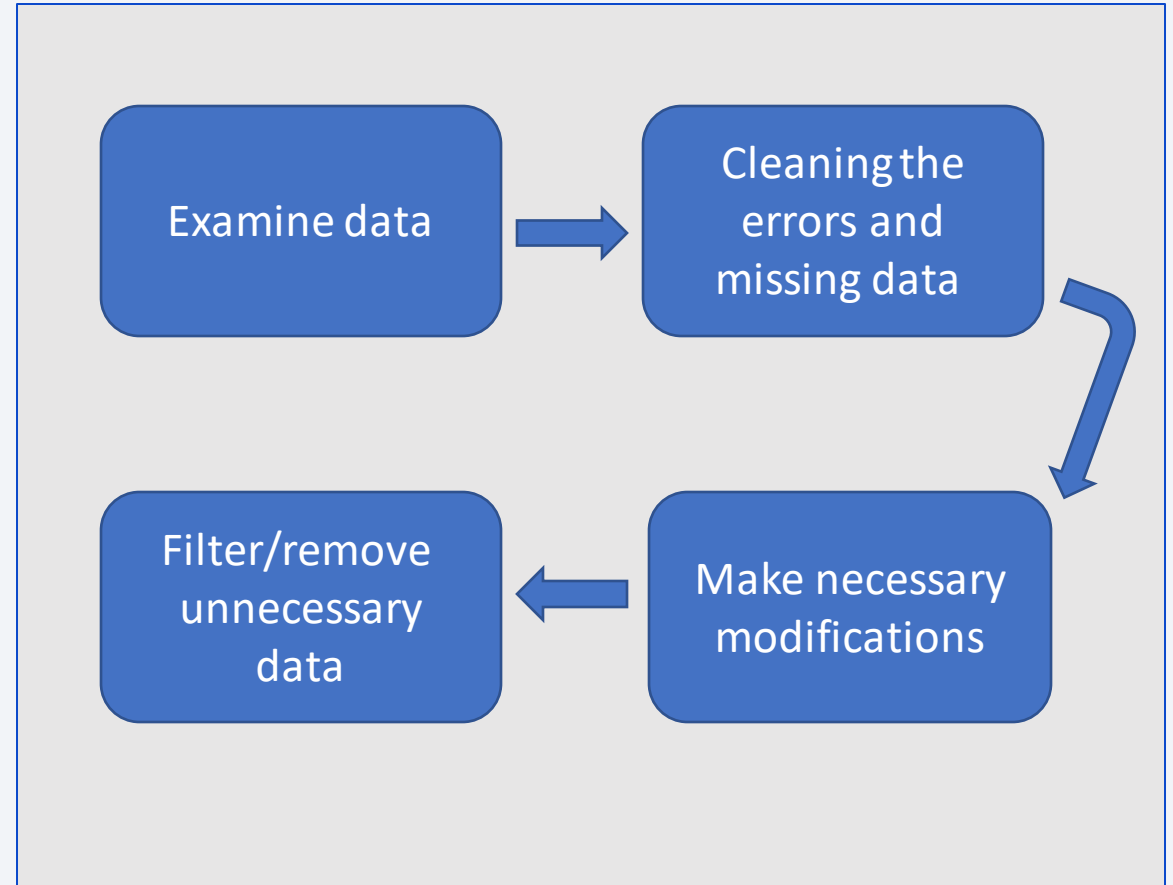 Examine data
Cleaning the
errors and
missing data
Make necessary
modifications
Filter/remove
unnecessary
data